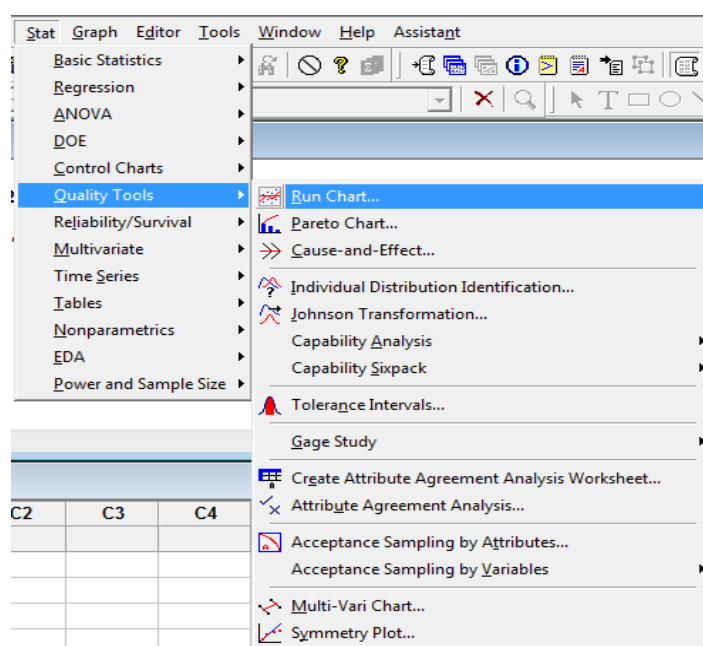 Stat Graph Editor Tools Window Help Assistant
Basic Statistics
Regression
ANOVA
DOE
Control Charts
Quality Tools
Reliability/Survival
Multivariate
Time Series
Tables
Nonparametrics
EDA
Power and Sample Size
Run Chart...
Pareto Chart...
Cause-and-Effect...
Individual Distribution Identification...
Johnson Transformation...
Capability Analysis
Capability Sixpack
Tolerance Intervals...
Gage Study
Create Attribute Agreement Analysis Worksheet...
Attribute Agreement Analysis...
Acceptance Sampling by Attributes...
Acceptance Sampling by Variables
Multi-Vari Chart...
Symmetry Plot...
C2 C3 C4